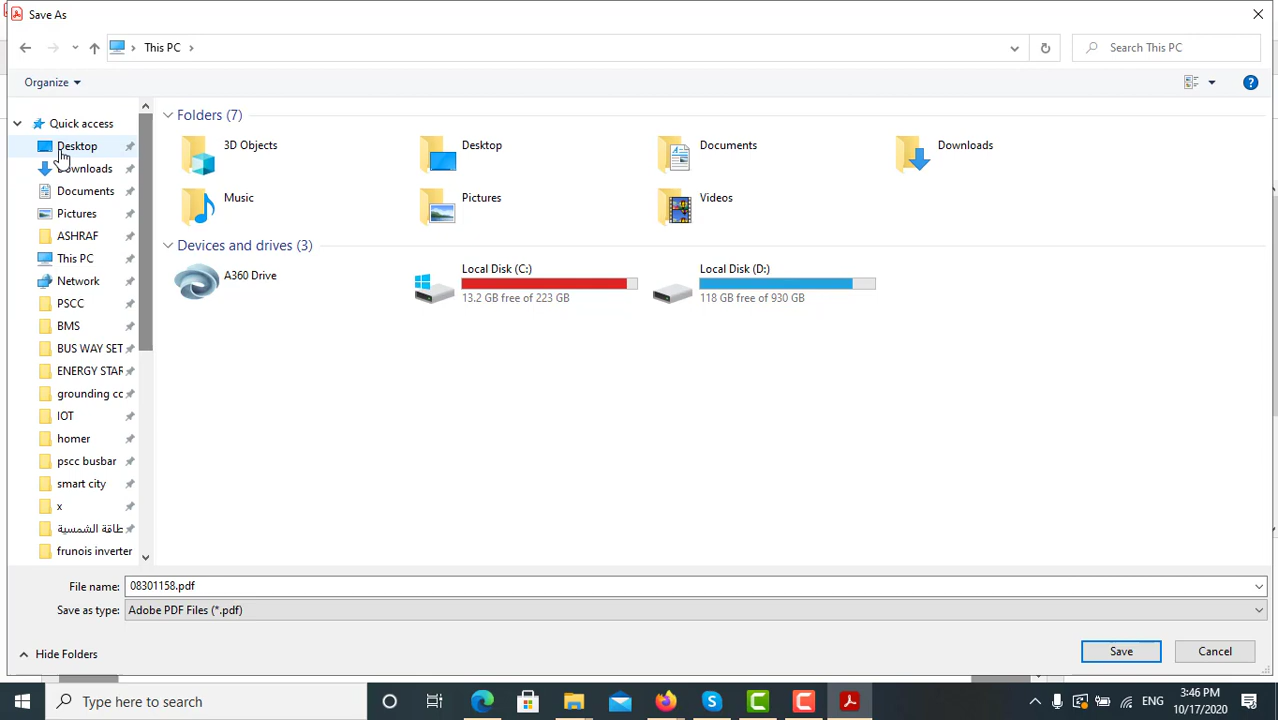 Save As
This PC
Search This PC
Organize
Quick access
Desktop
Downloads
Documents
Pictures
ASHRAF
This PC
Network
PSCC
BMS
BUS WAY SET
ENERGY STAR
grounding cc
IOT
homer
pscc busbar
smart city
x
طاقة الشمسية
frunois inverter
Folders (7)
3D Objects
Desktop
Documents
Downloads
Music
Pictures
Videos
Devices and drives (3)
A360 Drive
Local Disk (C:)
13.2 GB free of 223 GB
Local Disk (D:)
118 GB free of 930 GB
File name: 08301158.pdf
Save as type: Adobe PDF Files (*.pdf)
Hide Folders
Save
Cancel
Type here to search
ENG
3:46 PM
10/17/2020